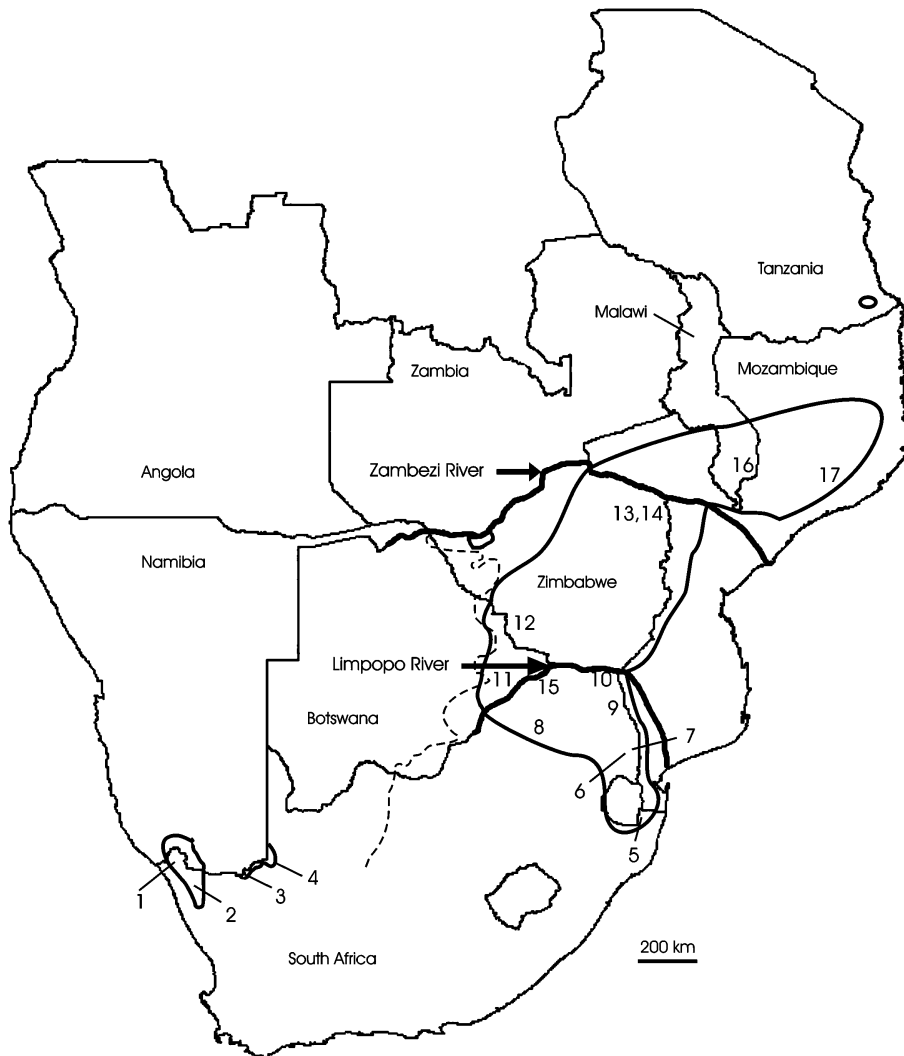 Tanzania
Malawi
Zambia
Mozambique
Angola
Zambezi River
16
17
13,14
Namibia
Zimbabwe
12
Limpopo River
11
15
10
9
Botswana
8
7
6
5
4
3
1
2
200 km
South Africa